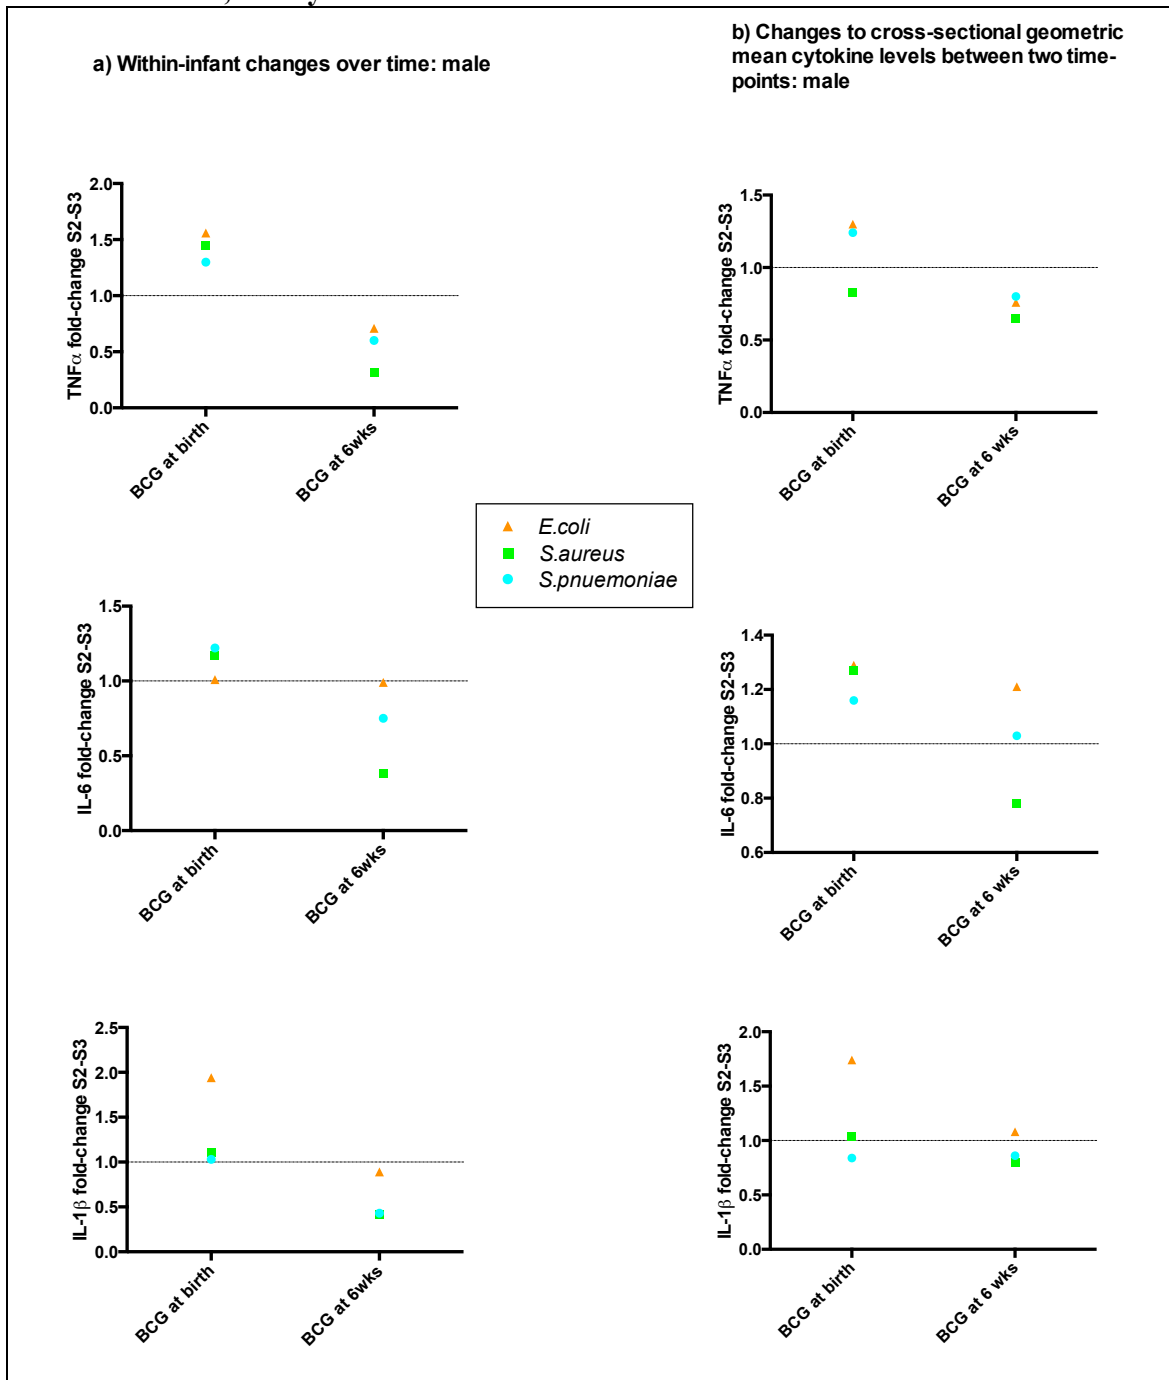 a) Within-infant changes over time: male
b) Changes to cross-sectional geometric
mean cytokine levels between two time-
points: male
TNFα fold-change S2-S3
2.0
1.5
1.0
0.5
0.0
BCG at birth
BCG at 6wks
TNFα fold-change S2-S3
1.5
1.0
0.5
0.0
BCG at birth
BCG at 6 wks
E.coli
S.aureus
S.pnuemoniae
IL-6 fold-change S2-S3
1.5
1.0
0.5
0.0
BCG at birth
BCG at 6wks
IL-6 fold-change S2-S3
1.4
1.2
1.0
0.8
0.6
BCG at birth
BCG at 6 wks
IL-1β fold-change S2-S3
2.5
2.0
1.5
1.0
0.5
0.0
BCG at birth
BCG at 6wks
IL-1β fold-change S2-S3
2.0
1.5
1.0
0.5
0.0
BCG at birth
BCG at 6 wks